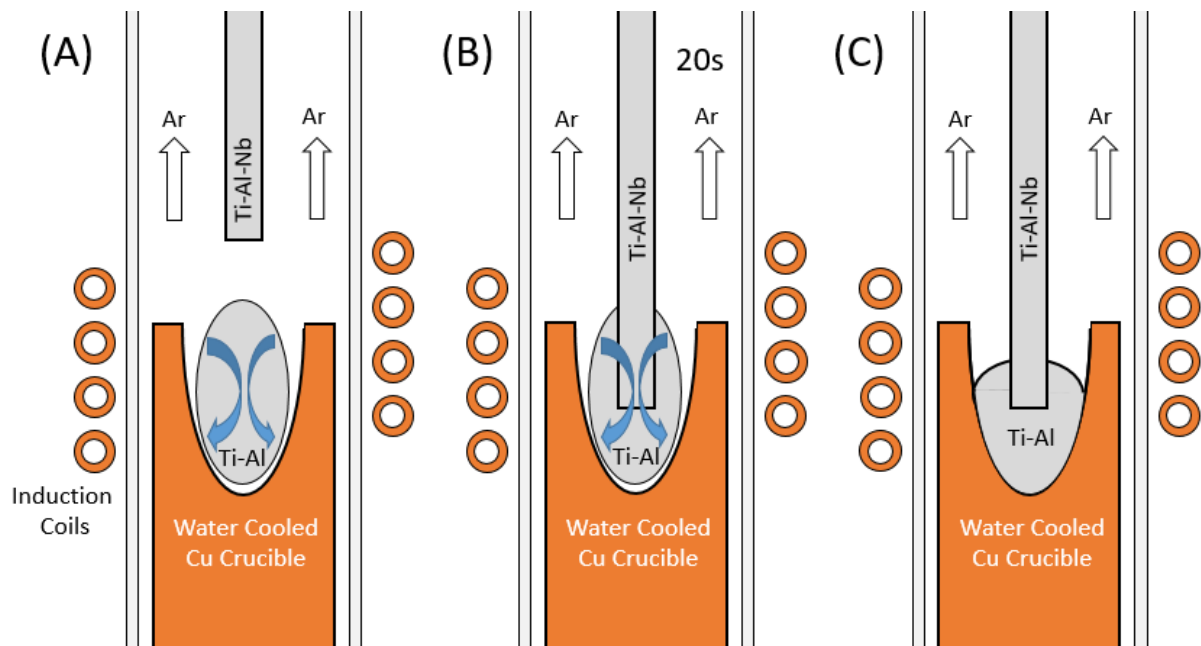 (A)
Ar
Ar
Ti-Al-Nb
Ti-Al
Induction
Coils
Water Cooled
Cu Crucible
(B)
20s
Ar
Ar
Ti-Al-Nb
Ti-Al
Water Cooled
Cu Crucible
(C)
Ar
Ar
Ti-Al-Nb
Ti-Al
Water Cooled
Cu Crucible